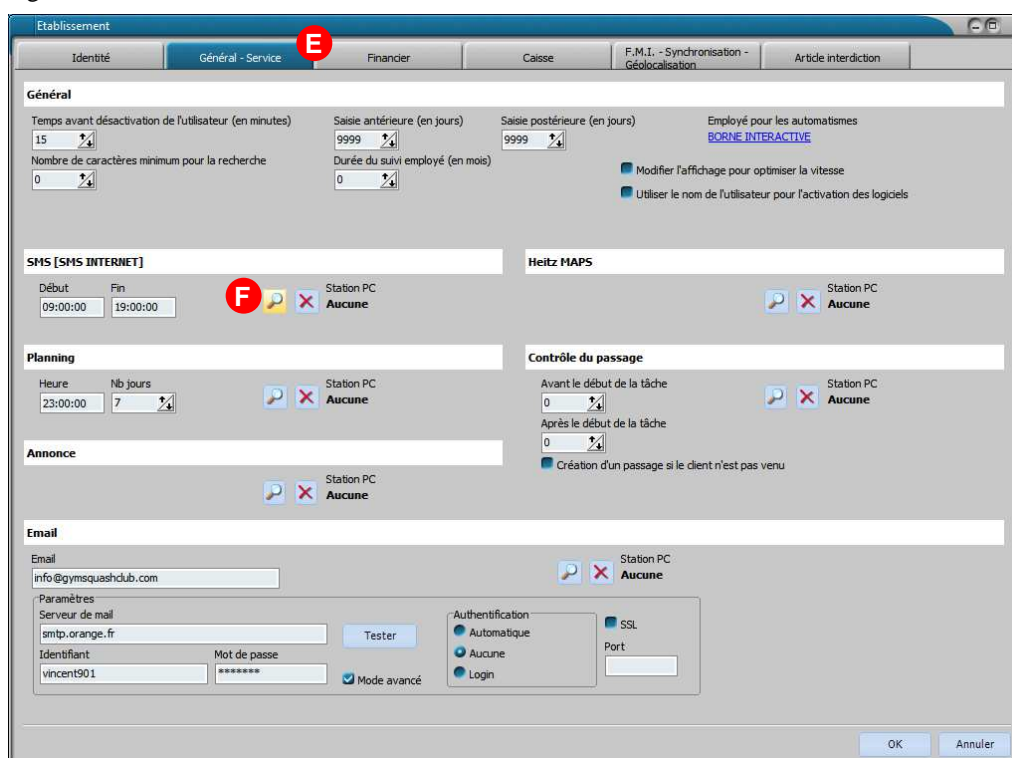 Etablissement
E
Identité Général - Service Financier Caisse F.M.I. - Synchronisation - Géolocalisation Article interdiction
Général
Temps avant désactivation de l'utilisateur (en minutes) Saisie antérieure (en jours) Saisie postérieure (en jours) Employé pour les automatismes
15 9999 9999 BORNE INTERACTIVE
Nombre de caractères minimum pour la recherche Durée du suivi employé (en mois)
0 0
Modifier l'affichage pour optimiser la vitesse
Utiliser le nom de l'utilisateur pour l'activation des logiciels
SMS [SMS INTERNET] Heitz MAPS
Début Fin Station PC Station PC
09:00:00 19:00:00 F Aucune Aucune
Planning Contrôle du passage
Heure Nb jours Station PC Avant le début de la tâche Station PC
23:00:00 7 Aucune 0 Aucune
Après le début de la tâche
0
Annonce
Création d'un passage si le client n'est pas venu
Station PC
Aucune
Email
Email Station PC
info@gymsquashclub.com Aucune
Paramètres
Serveur de mail Authentification SSL
smtp.orange.fr Tester Automatique
Identifiant Mot de passe Aucune Port
vincent901 ******* Mode avancé Login
OK Annuler